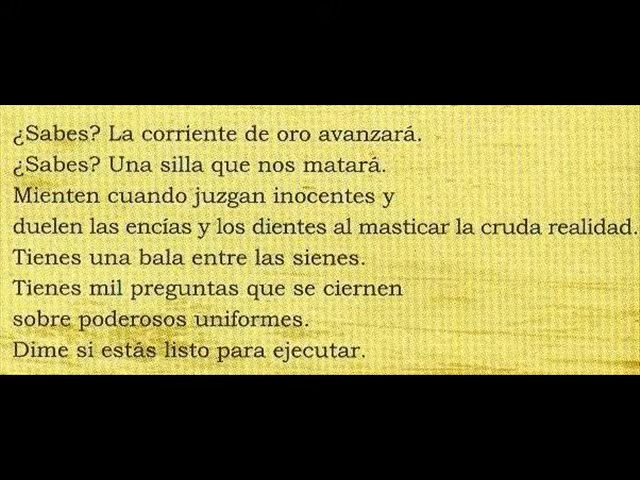 ¿Sabes? La corriente de oro avanzará.
¿Sabes? Una silla que nos matará.
Mienten cuando juzgan inocentes y
duelen las encías y los dientes al masticar la cruda realidad.
Tienes una bala entre las sienes.
Tienes mil preguntas que se ciernen
sobre poderosos uniformes.
Dime si estás listo para ejecutar.